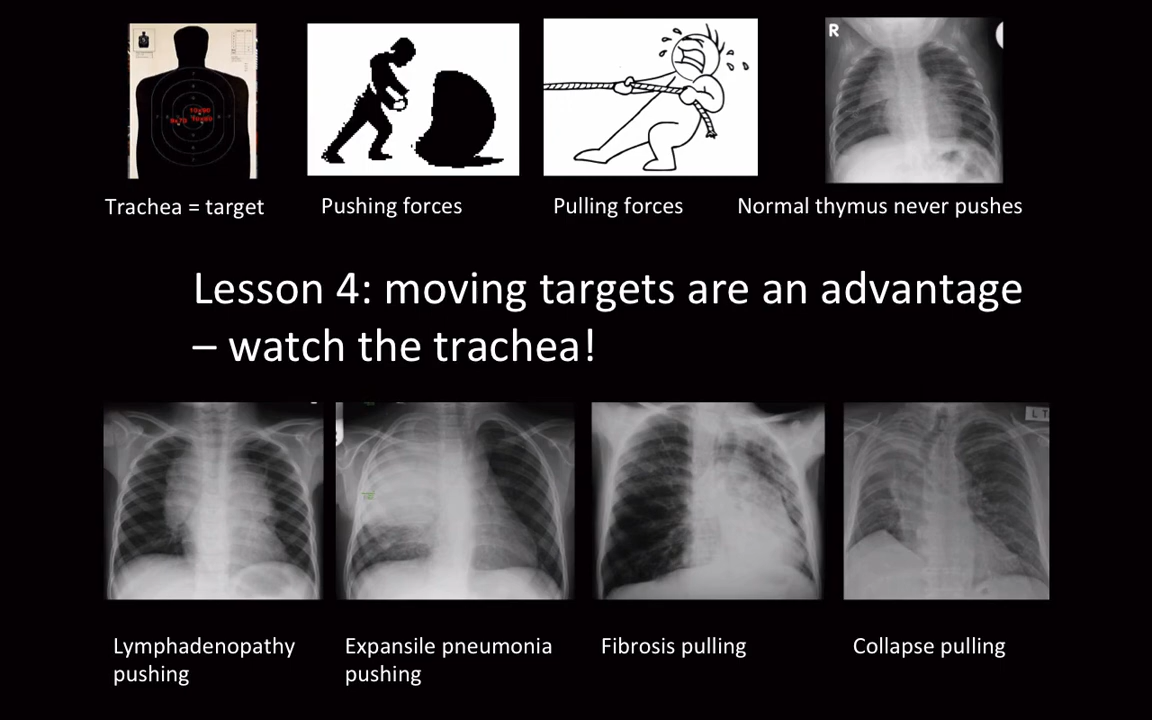 R
Trachea = target
Pushing forces
Pulling forces
Normal thymus never pushes
Lesson 4: moving targets are an advantage
– watch the trachea!
L T
Lymphadenopathy
pushing
Expansile pneumonia
pushing
Fibrosis pulling
Collapse pulling